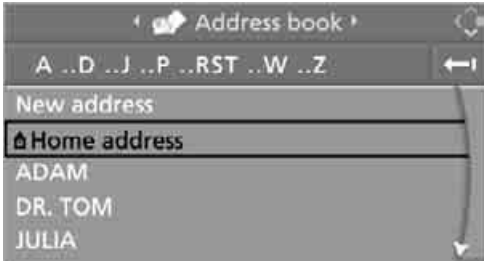 Address book
A ..D ..J ..P ..RST ..W ..Z
New address
Home address
ADAM
DR. TOM
JULIA